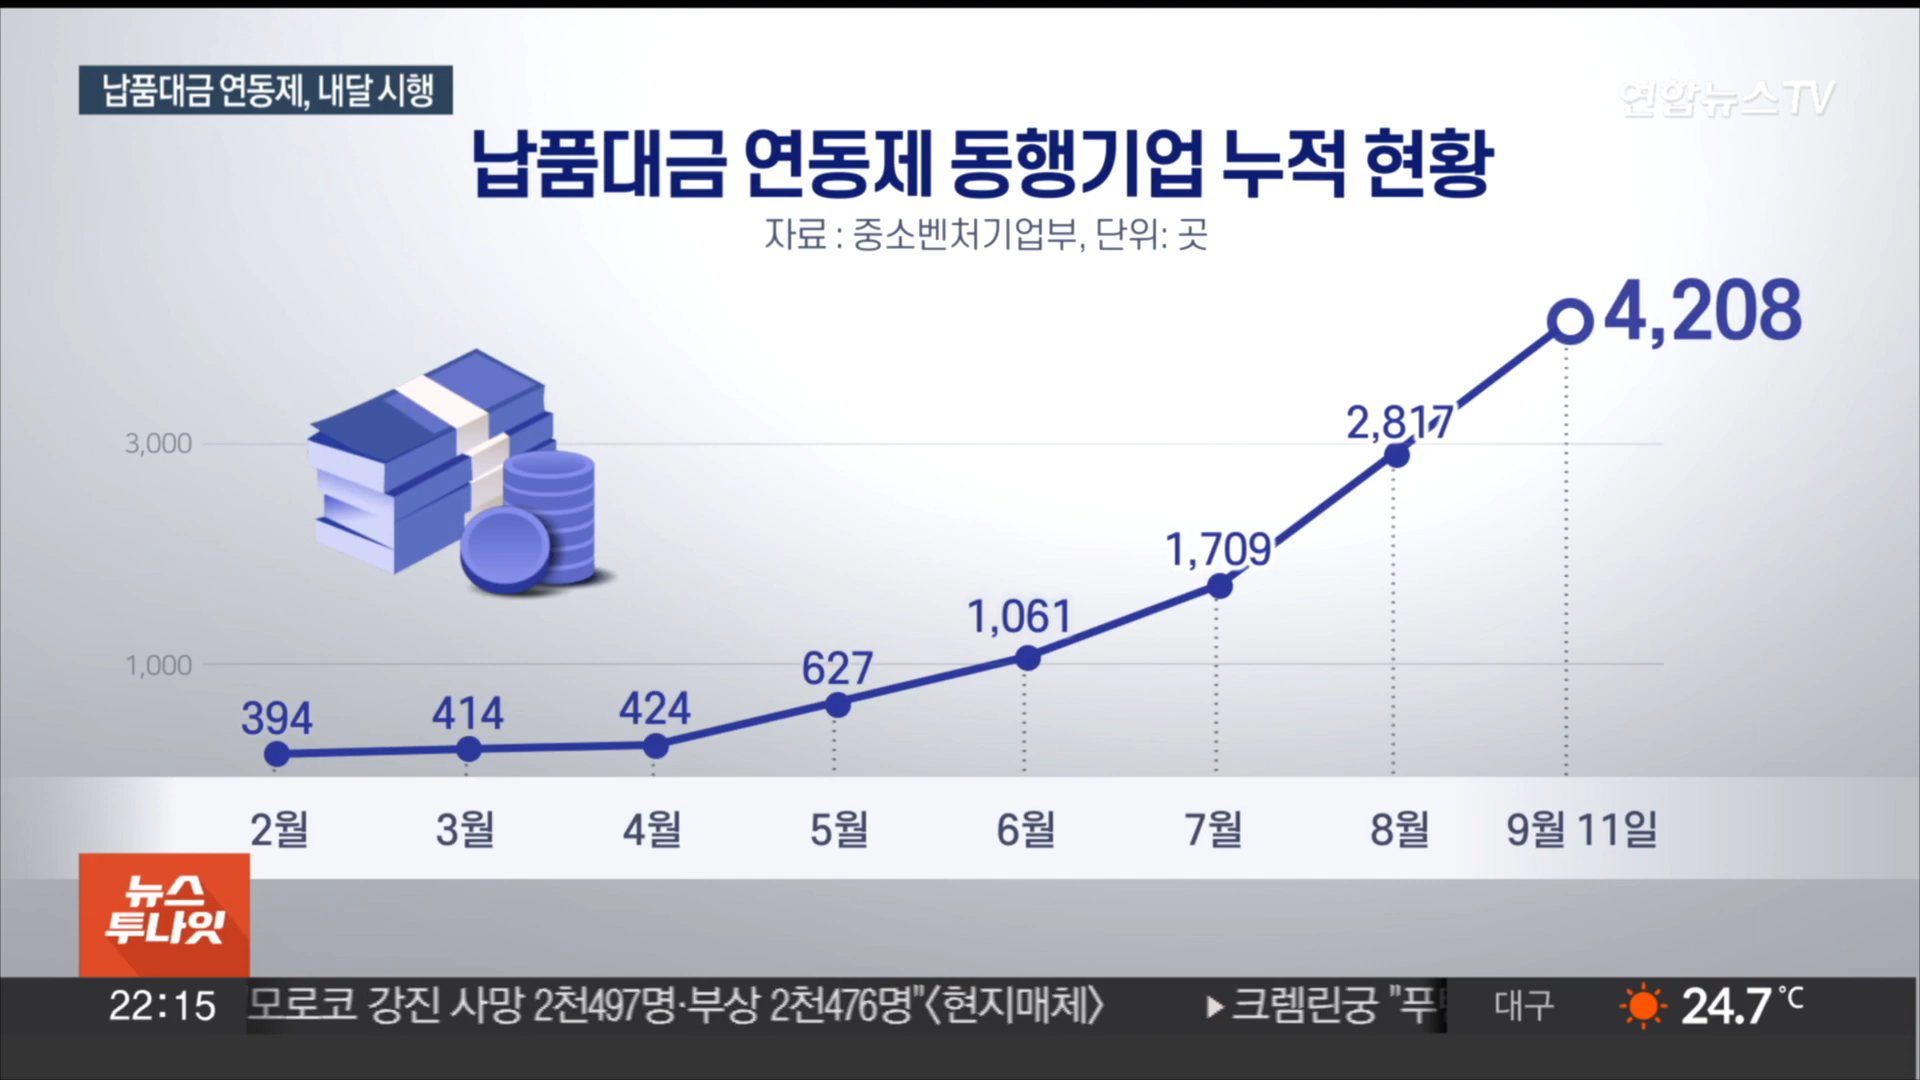 납품대금 연동제, 내달 시행
연합뉴스TV
납품대금 연동제 동행기업 누적 현황
자료 : 중소벤처기업부, 단위: 곳
4,208
2,817
3,000
1,709
1,061
1,000
627
424
414
394
2월 3월 4월 5월 6월 7월 8월 9월 11일
뉴스
투나잇
22:15 모로코 강진 사망 2천497명·부상 2천476명"<현지매체> ▶크렘린궁 "푸 대구 24.7℃